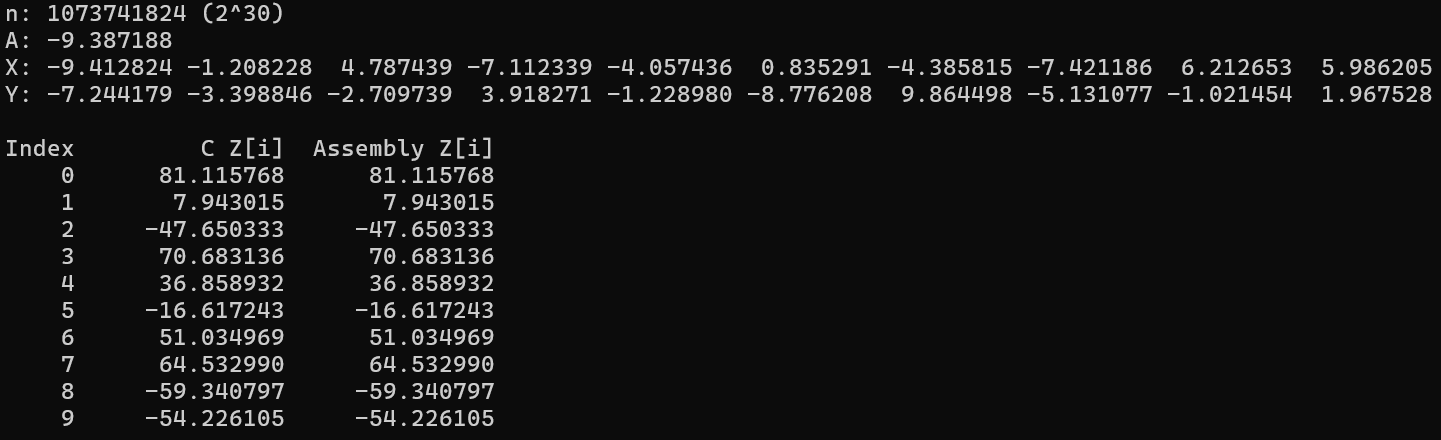 n: 1073741824 (2^30)
A: -9.387188
X: -9.412824 -1.208228  4.787439 -7.112339 -4.057436  0.835291 -4.385815 -7.421186  6.212653  5.986205
Y: -7.244179 -3.398846 -2.709739  3.918271 -1.228980 -8.776208  9.864498 -5.131077 -1.021454  1.967528
Index         C Z[i]  Assembly Z[i]
    0      81.115768      81.115768
    1       7.943015       7.943015
    2     -47.650333     -47.650333
    3      70.683136      70.683136
    4      36.858932      36.858932
    5     -16.617243     -16.617243
    6      51.034969      51.034969
    7      64.532990      64.532990
    8     -59.340797     -59.340797
    9     -54.226105     -54.226105